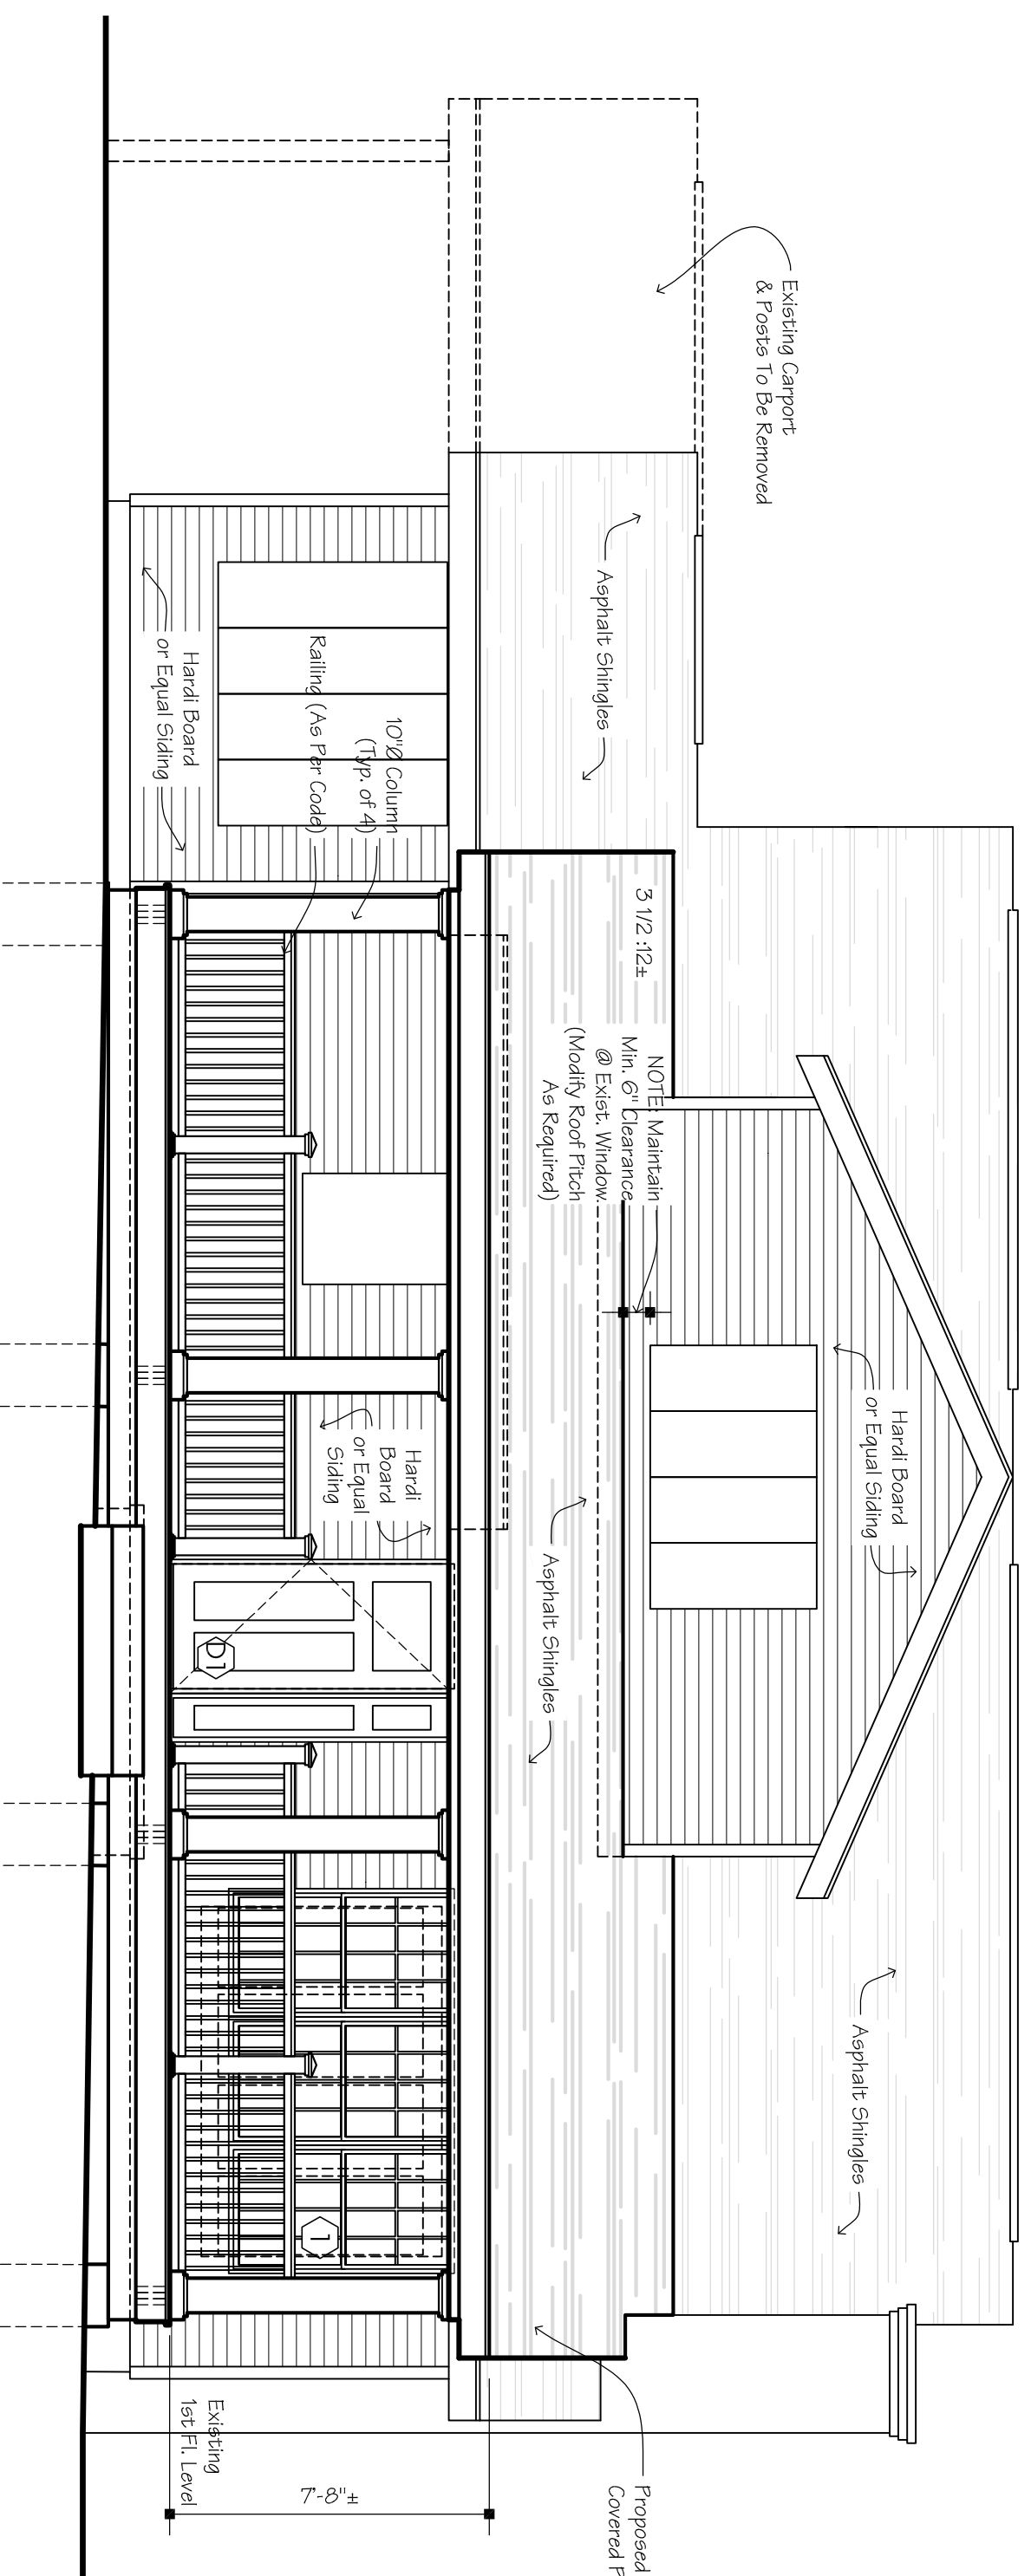 Existing Carport
& Posts To Be Removed
Asphalt Shingles
Hardi Board
or Equal Siding
10"Ø Column
(Typ. of 4)
Railing (As Per Code)
3 1/2 :12±
NOTE: Maintain
Min. 6" Clearance
@ Exist. Window.
(Modify Roof Pitch
As Required)
Hardi Board
or Equal Siding
Hardi
Board
or Equal
Siding
Asphalt Shingles
1D
Asphalt Shingles
1
Existing
1st Fl. Level
7'-8"±
Proposed
Covered